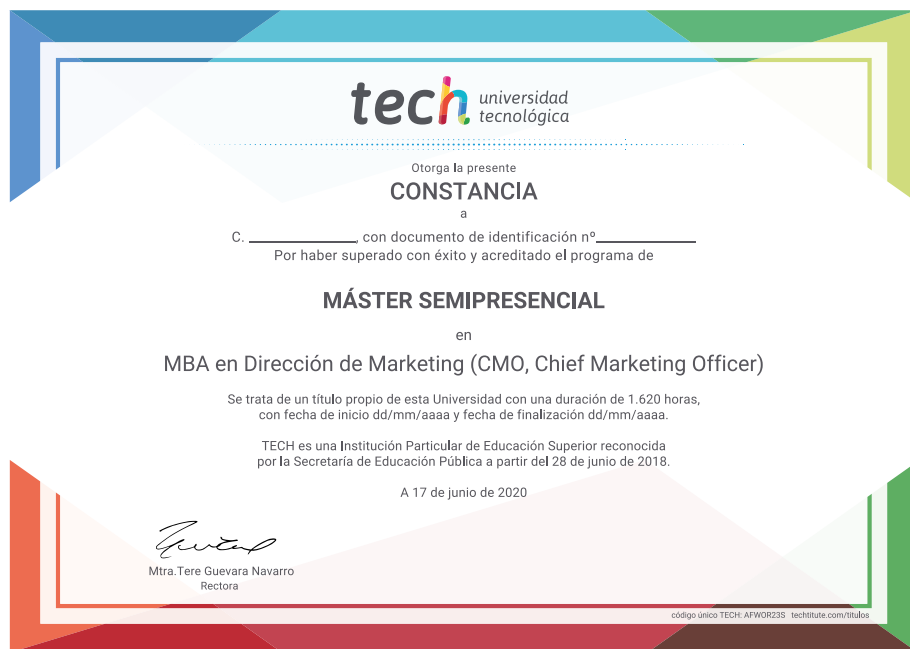 tech universidad
tecnológica
Otorga la presente
CONSTANCIA
a
C. ____________, con documento de identificación nº____________
Por haber superado con éxito y acreditado el programa de
MÁSTER SEMIPRESENCIAL
en
MBA en Dirección de Marketing (CMO, Chief Marketing Officer)
Se trata de un título propio de esta Universidad con una duración de 1.620 horas,
con fecha de inicio dd/mm/aaaa y fecha de finalización dd/mm/aaaa.
TECH es una Institución Particular de Educación Superior reconocida
por la Secretaría de Educación Pública a partir del 28 de junio de 2018.
A 17 de junio de 2020
Mtra.Tere Guevara Navarro
Rectora
código único TECH: AFWOR23S techtitute.com/titulos